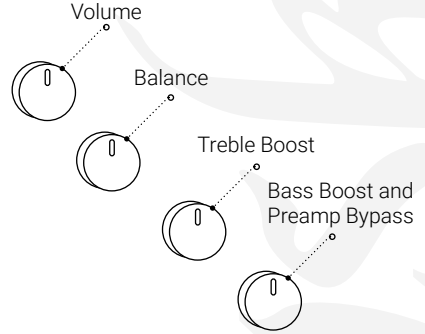 Volume
Balance
Treble Boost
Bass Boost and
Preamp Bypass